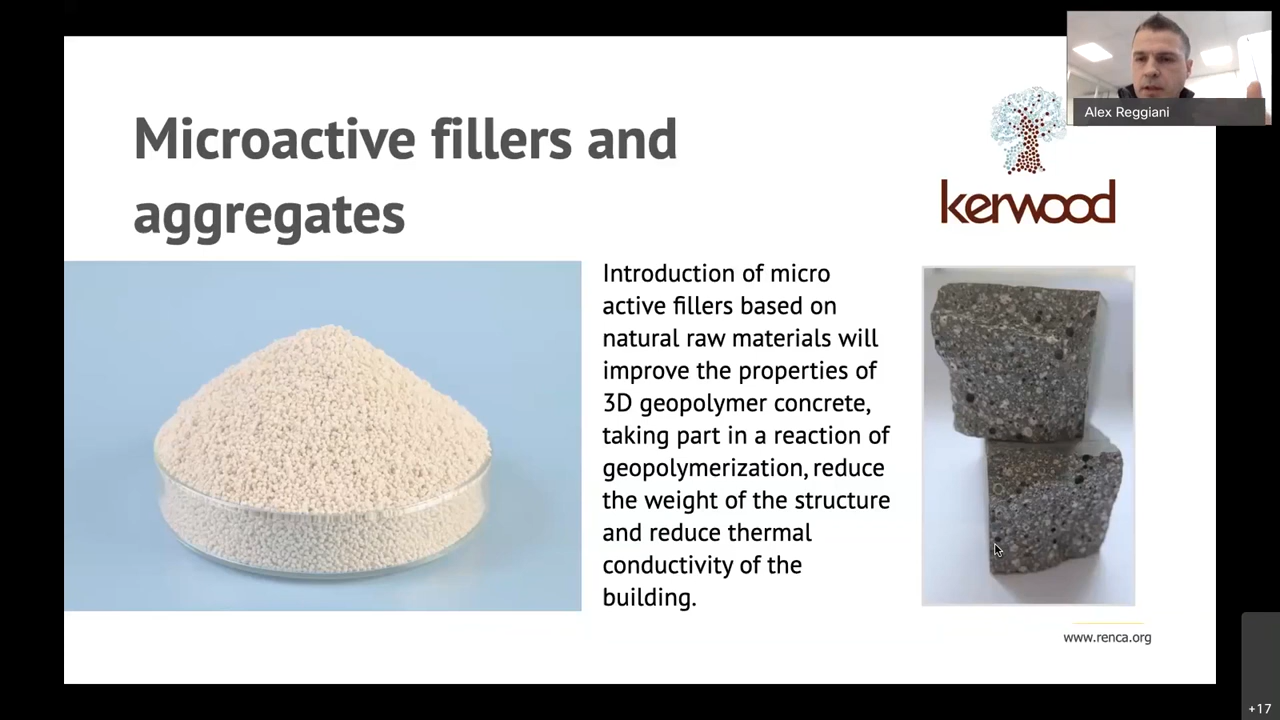 Alex Reggiani
Microactive fillers and
aggregates
kerwood
Introduction of micro
active fillers based on
natural raw materials will
improve the properties of
3D geopolymer concrete,
taking part in a reaction of
geopolymerization, reduce
the weight of the structure
and reduce thermal
conductivity of the
building.
www.renca.org
+17